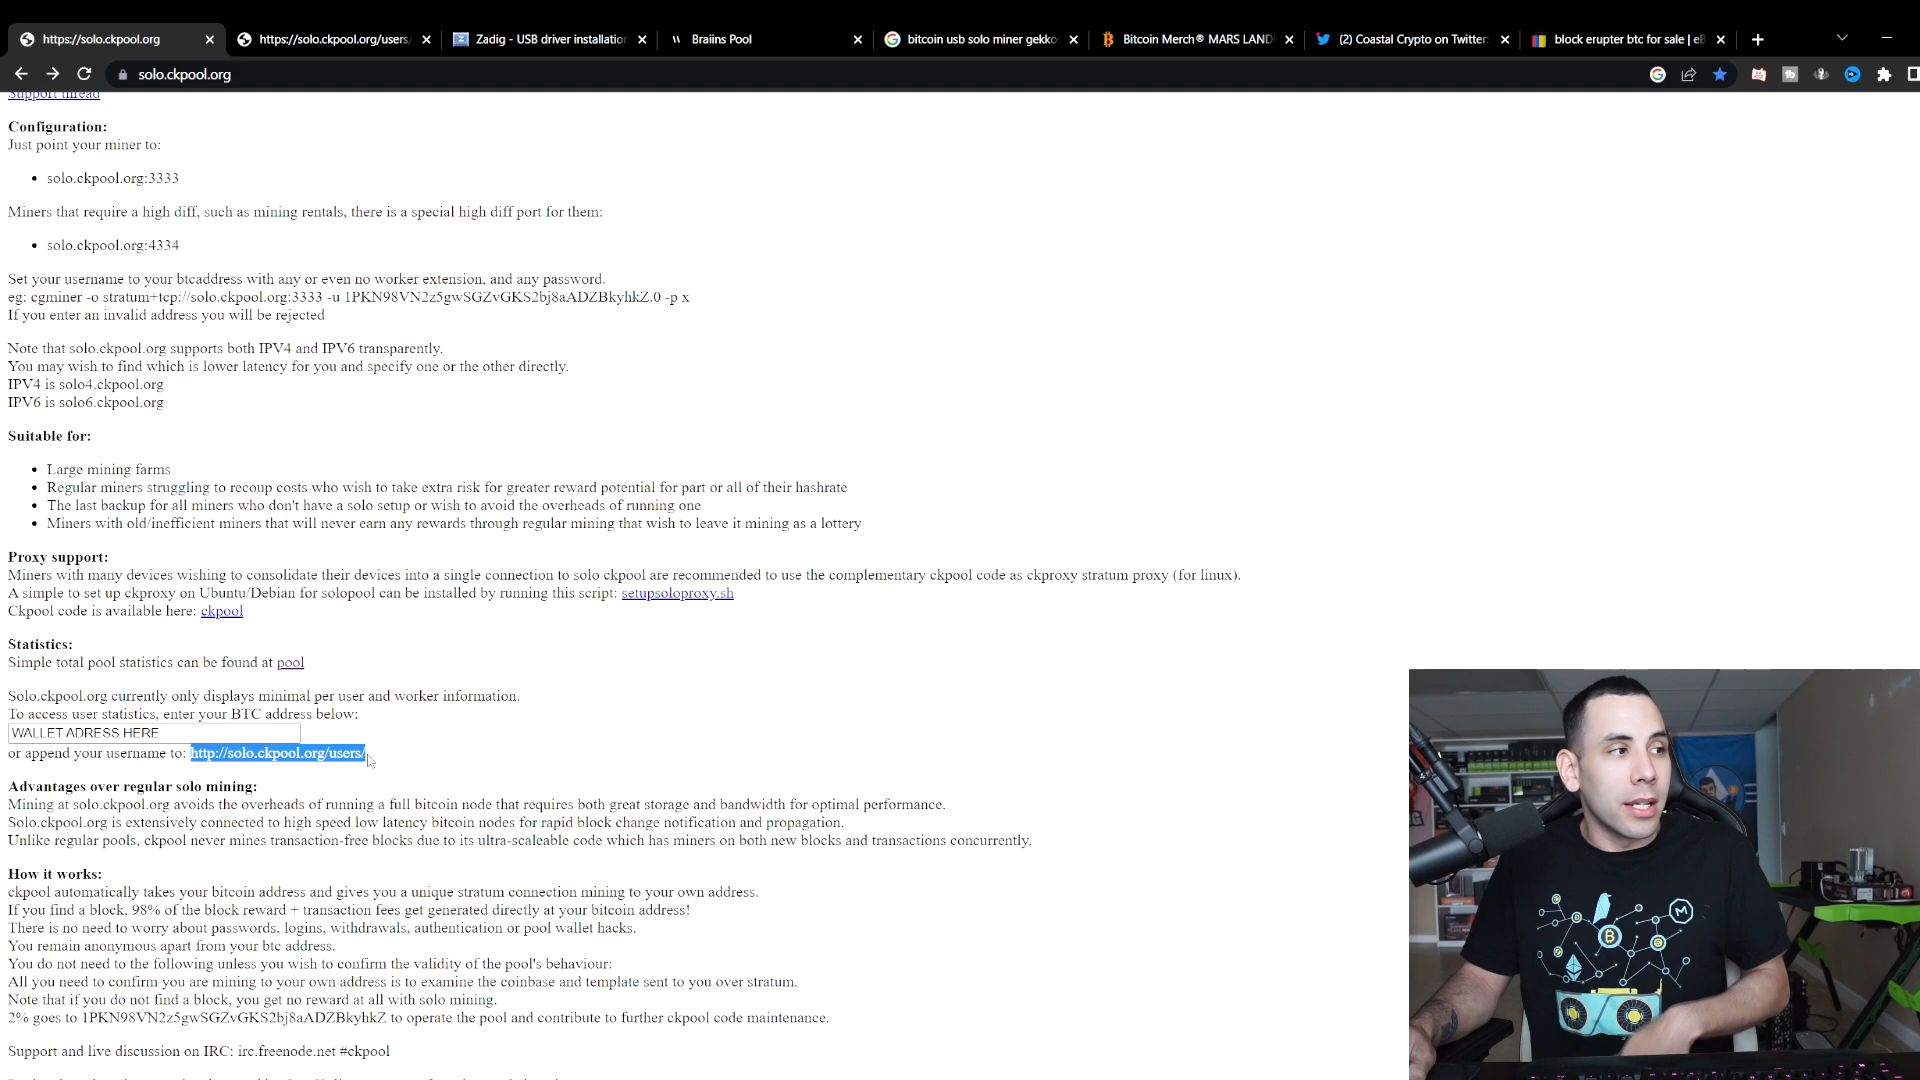 https://solo.ckpool.org
https://solo.ckpool.org/users/
Zadig - USB driver installation
Braiins Pool
bitcoin usb solo miner gekko
Bitcoin Merch® MARS LAND
(2) Coastal Crypto on Twitter:
block erupter btc for sale | eB
solo.ckpool.org
Support thread
Configuration:
Just point your miner to:
• solo.ckpool.org:3333
Miners that require a high diff, such as mining rentals, there is a special high diff port for them:
• solo.ckpool.org:4334
Set your username to your btcaddress with any or even no worker extension, and any password.
eg: cgminer -o stratum+tcp://solo.ckpool.org:3333 -u 1PKN98VN2z5gwSGZvGKS2bj8aADZBkyhkZ.0 -p x
If you enter an invalid address you will be rejected
Note that solo.ckpool.org supports both IPV4 and IPV6 transparently.
You may wish to find which is lower latency for you and specify one or the other directly.
IPV4 is solo4.ckpool.org
IPV6 is solo6.ckpool.org
Suitable for:
• Large mining farms
• Regular miners struggling to recoup costs who wish to take extra risk for greater reward potential for part or all of their hashrate
• The last backup for all miners who don't have a solo setup or wish to avoid the overheads of running one
• Miners with old/inefficient miners that will never earn any rewards through regular mining that wish to leave it mining as a lottery
Proxy support:
Miners with many devices wishing to consolidate their devices into a single connection to solo ckpool are recommended to use the complementary ckpool code as ckproxy stratum proxy (for linux).
A simple to set up ckproxy on Ubuntu/Debian for solopool can be installed by running this script: setupsoloproxy.sh
Ckpool code is available here: ckpool
Statistics:
Simple total pool statistics can be found at pool
Solo.ckpool.org currently only displays minimal per user and worker information.
To access user statistics, enter your BTC address below:
WALLET ADRESS HERE
or append your username to: http://solo.ckpool.org/users/
Advantages over regular solo mining:
Mining at solo.ckpool.org avoids the overheads of running a full bitcoin node that requires both great storage and bandwidth for optimal performance.
Solo.ckpool.org is extensively connected to high speed low latency bitcoin nodes for rapid block change notification and propagation.
Unlike regular pools, ckpool never mines transaction-free blocks due to its ultra-scaleable code which has miners on both new blocks and transactions concurrently.
How it works:
ckpool automatically takes your bitcoin address and gives you a unique stratum connection mining to your own address.
If you find a block, 98% of the block reward + transaction fees get generated directly at your bitcoin address!
There is no need to worry about passwords, logins, withdrawals, authentication or pool wallet hacks.
You remain anonymous apart from your btc address.
You do not need to the following unless you wish to confirm the validity of the pool's behaviour:
All you need to confirm you are mining to your own address is to examine the coinbase and template sent to you over stratum.
Note that if you do not find a block, you get no reward at all with solo mining.
2% goes to 1PKN98VN2z5gwSGZvGKS2bj8aADZBkyhkZ to operate the pool and contribute to further ckpool code maintenance.
Support and live discussion on IRC: irc.freenode.net #ckpool